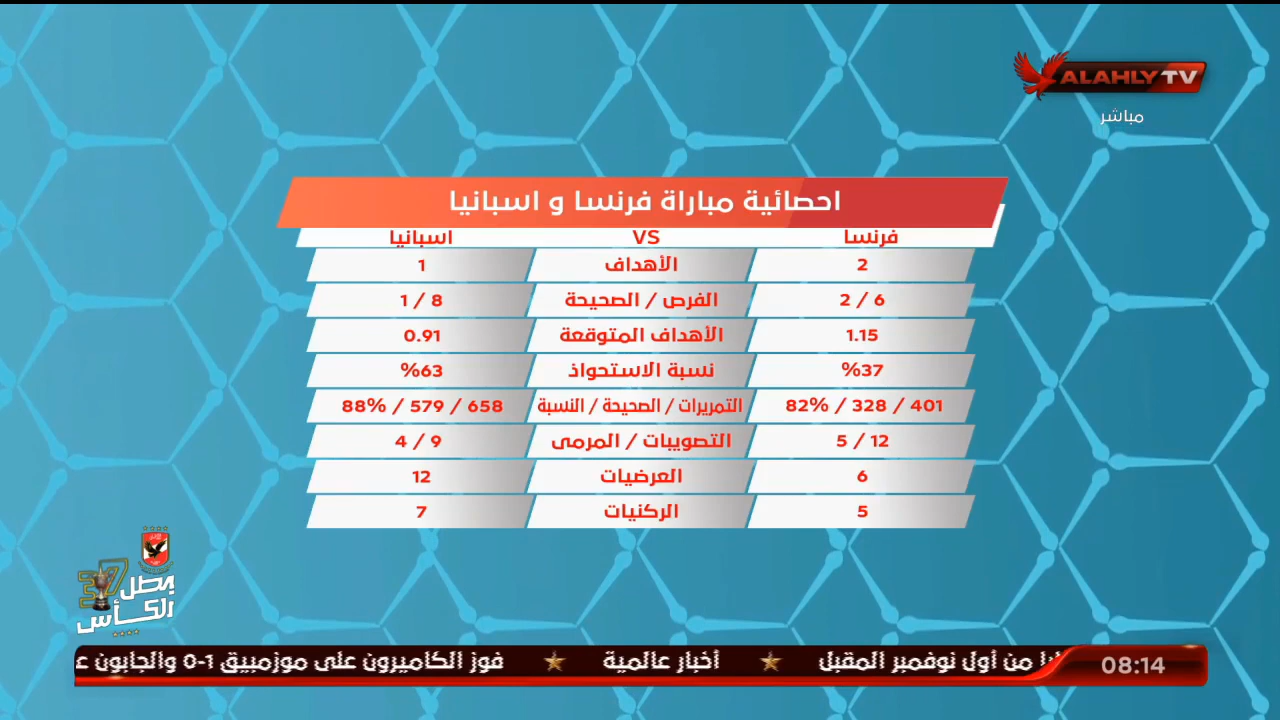 ALAHLY TV
مباشر
احصائية مباراة فرنسا و اسبانيا
فرنسا VS اسبانيا
2 الأهداف 1
2 / 6 الفرص / الصحيحة 1 / 8
1.15 الأهداف المتوقعة 0.91
%37 نسبة الاستحواذ %63
82% / 328 / 401 التمريرات / الصحيحة / النسبة 88% / 579 / 658
5 / 12 التصويبات / المرمى 4 / 9
6 العرضيات 12
5 الركنيات 7
37
بطل
الكأس
08:14 من أول نوفمبر المقبل ★ أخبار عالمية ★ فوز الكاميرون على موزمبيق 1-0 والجابون